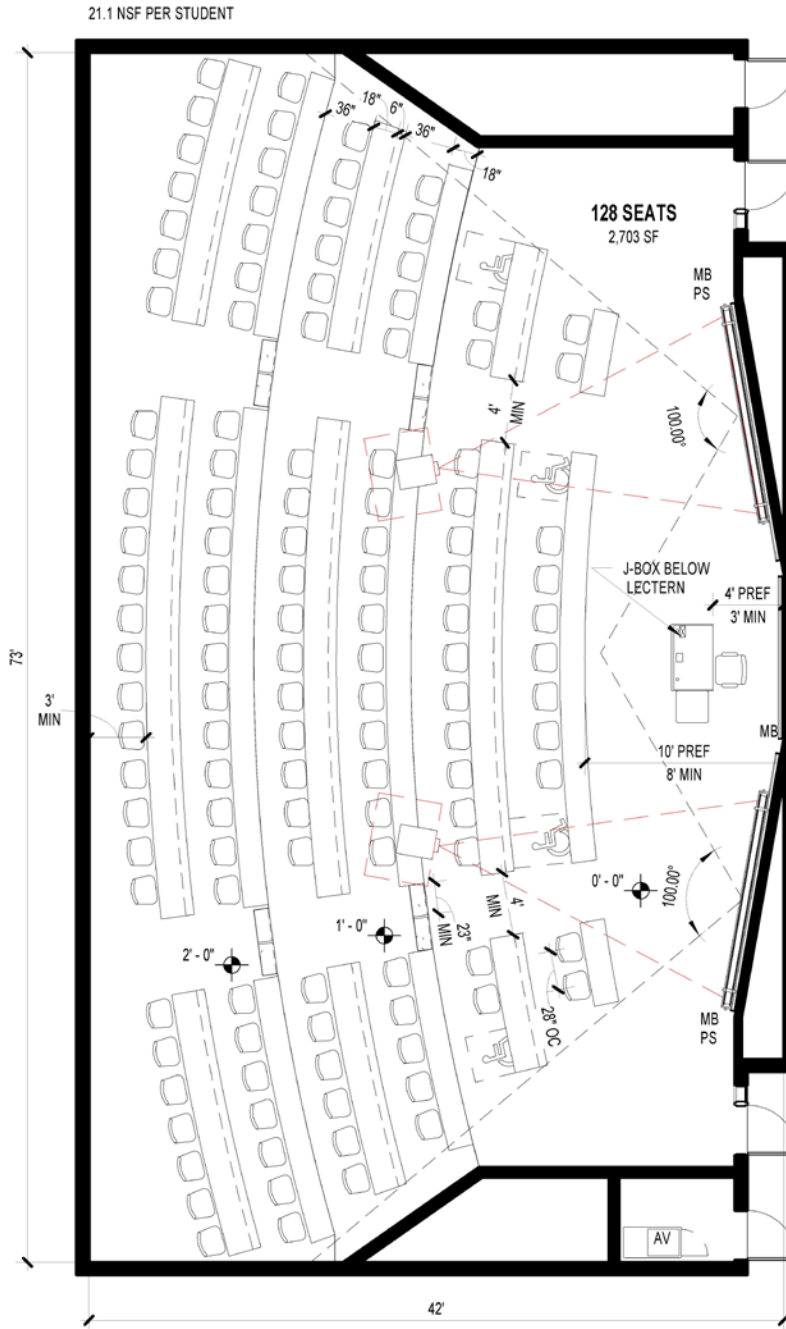 21.1 NSF PER STUDENT
36"
18"
6"
36"
18"
128 SEATS
2,703 SF
MB
PS
4'
MIN
100.00°
J-BOX BELOW
LECTERN
4' PREF
3' MIN
73'
3'
MIN
MB
10' PREF
8' MIN
0' - 0"
100.00°
4'
MIN
23"
MIN
1' - 0"
2' - 0"
28" OC
MB
PS
AV
42'